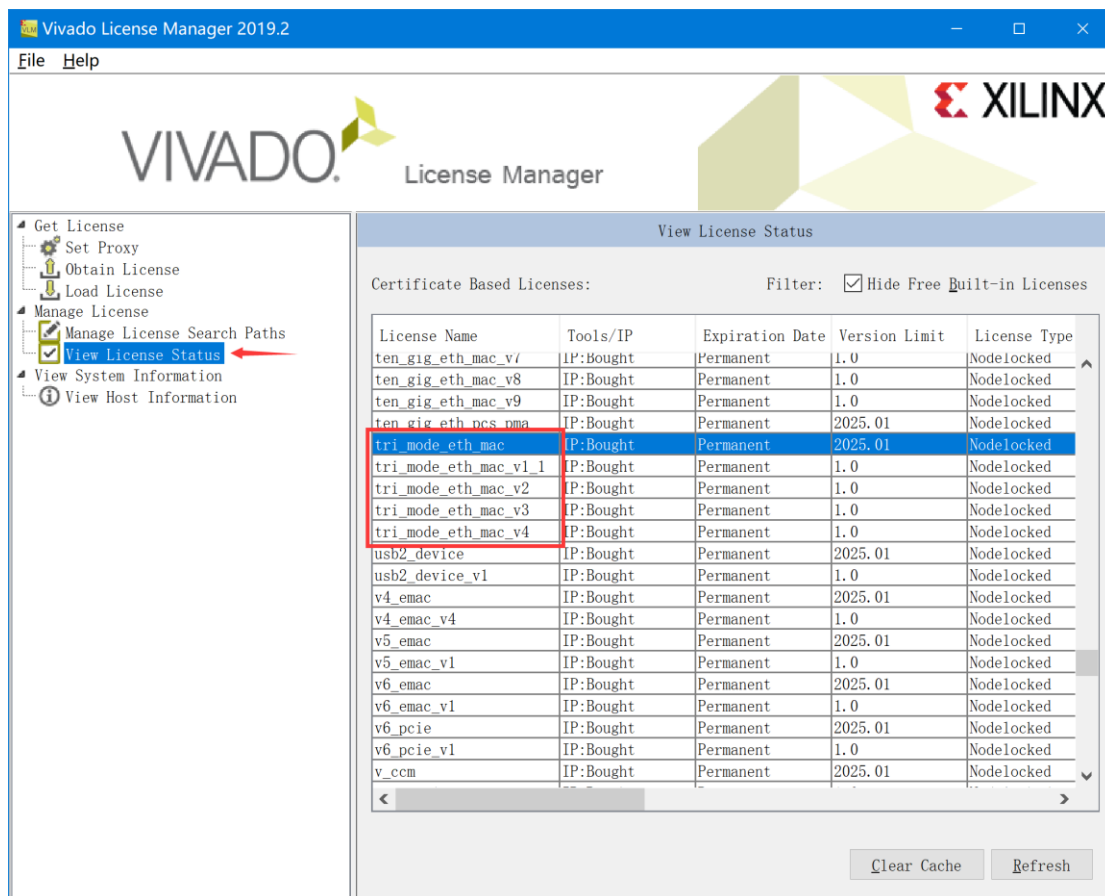 Vivado License Manager 2019.2
File Help
VIVADO. License Manager
XILINX
Get License
Set Proxy
Obtain License
Load License
Manage License
Manage License Search Paths
View License Status
View System Information
View Host Information
View License Status
Certificate Based Licenses: Filter: Hide Free Built-in Licenses
License Name Tools/IP Expiration Date Version Limit License Type
ten_gig_eth_mac_v7 IP:Bought Permanent 1.0 Nodelocked
ten_gig_eth_mac_v8 IP:Bought Permanent 1.0 Nodelocked
ten_gig_eth_mac_v9 IP:Bought Permanent 1.0 Nodelocked
ten_gig_eth_pcs_pma IP:Bought Permanent 2025.01 Nodelocked
tri_mode_eth_mac IP:Bought Permanent 2025.01 Nodelocked
tri_mode_eth_mac_v1_1 IP:Bought Permanent 1.0 Nodelocked
tri_mode_eth_mac_v2 IP:Bought Permanent 1.0 Nodelocked
tri_mode_eth_mac_v3 IP:Bought Permanent 1.0 Nodelocked
tri_mode_eth_mac_v4 IP:Bought Permanent 1.0 Nodelocked
usb2_device IP:Bought Permanent 2025.01 Nodelocked
usb2_device_v1 IP:Bought Permanent 1.0 Nodelocked
v4_emac IP:Bought Permanent 2025.01 Nodelocked
v4_emac_v4 IP:Bought Permanent 1.0 Nodelocked
v5_emac IP:Bought Permanent 2025.01 Nodelocked
v5_emac_v1 IP:Bought Permanent 1.0 Nodelocked
v6_emac IP:Bought Permanent 2025.01 Nodelocked
v6_emac_v1 IP:Bought Permanent 1.0 Nodelocked
v6_pcie IP:Bought Permanent 2025.01 Nodelocked
v6_pcie_v1 IP:Bought Permanent 1.0 Nodelocked
v_ccm IP:Bought Permanent 2025.01 Nodelocked
Clear Cache Refresh